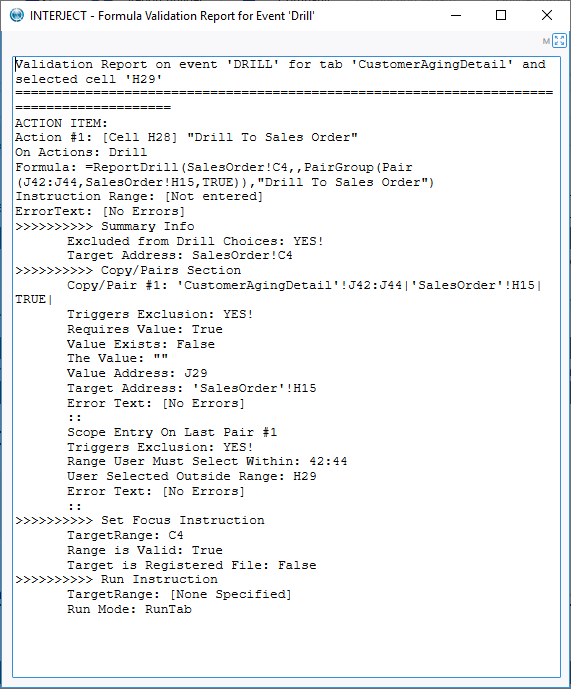 INTERJECT - Formula Validation Report for Event 'Drill'
M
Validation Report on event 'DRILL' for tab 'CustomerAgingDetail' and
selected cell 'H29'
=====================================================================
====================
ACTION ITEM:
Action #1: [Cell H28] "Drill To Sales Order"
On Actions: Drill
Formula: =ReportDrill(SalesOrder!C4,,PairGroup(Pair
(J42:J44,SalesOrder!H15,TRUE)),"Drill To Sales Order")
Instruction Range: [Not entered]
ErrorText: [No Errors]
>>>>>>>>>> Summary Info
Excluded from Drill Choices: YES!
Target Address: SalesOrder!C4
>>>>>>>>>> Copy/Pairs Section
Copy/Pair #1: 'CustomerAgingDetail'!J42:J44|'SalesOrder'!H15|
TRUE|
Triggers Exclusion: YES!
Requires Value: True
Value Exists: False
The Value: ""
Value Address: J29
Target Address: 'SalesOrder'!H15
Error Text: [No Errors]
::
Scope Entry On Last Pair #1
Triggers Exclusion: YES!
Range User Must Select Within: 42:44
User Selected Outside Range: H29
Error Text: [No Errors]
::
>>>>>>>>>> Set Focus Instruction
TargetRange: C4
Range is Valid: True
Target is Registered File: False
>>>>>>>>>> Run Instruction
TargetRange: [None Specified]
Run Mode: RunTab